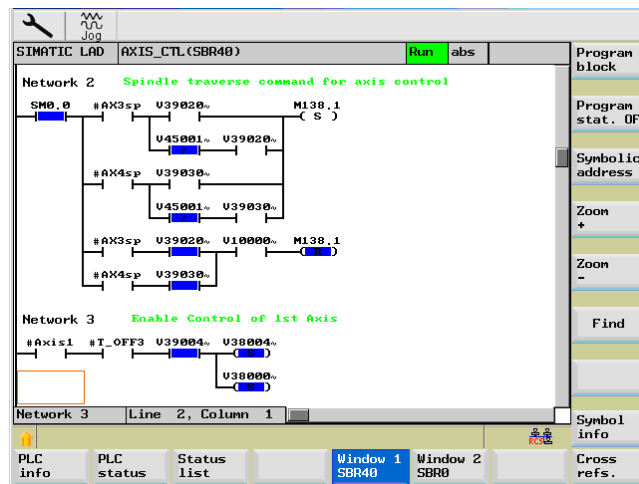 Jog
SIMATIC LAD AXIS_CTL(SBR40) Run abs
Program block
Network 2 Spindle traverse command for axis control
SM0.0 #AX3sp V39020~ M138.1
( S )
Program stat. OF
V45001~ V39020~
/
Symbolic address
#AX4sp V39030~
V45001~ V39030~
/
Zoom +
#AX3sp V39020~ V10000~ M138.1
( R )
#AX4sp V39030~
Zoom -
Network 3 Enable Control of 1st Axis
Find
#Axis1 #T_OFF3 V39004~ V38004~
( S )
V38000~
( S )
Network 3 Line 2, Column 1
Symbol info
RCS
PLC info
PLC status
Status list
Window 1 SBR40
Window 2 SBR0
Cross refs.